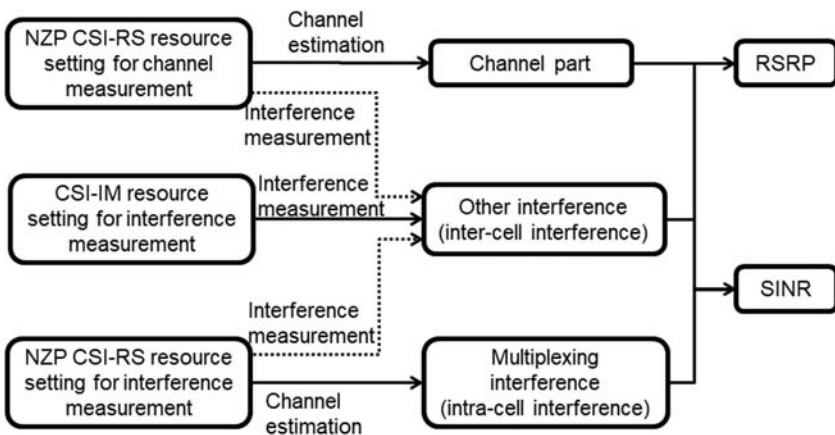 NZP CSI-RS resource
setting for channel
measurement
Channel
estimation
Channel part
RSRP
Interference
measurement
CSI-IM resource
setting for interference
measurement
Interference
measurement
Other interference
(inter-cell interference)
SINR
Interference
measurement
NZP CSI-RS resource
setting for interference
measurement
Channel
estimation
Multiplexing
interference
(intra-cell interference)